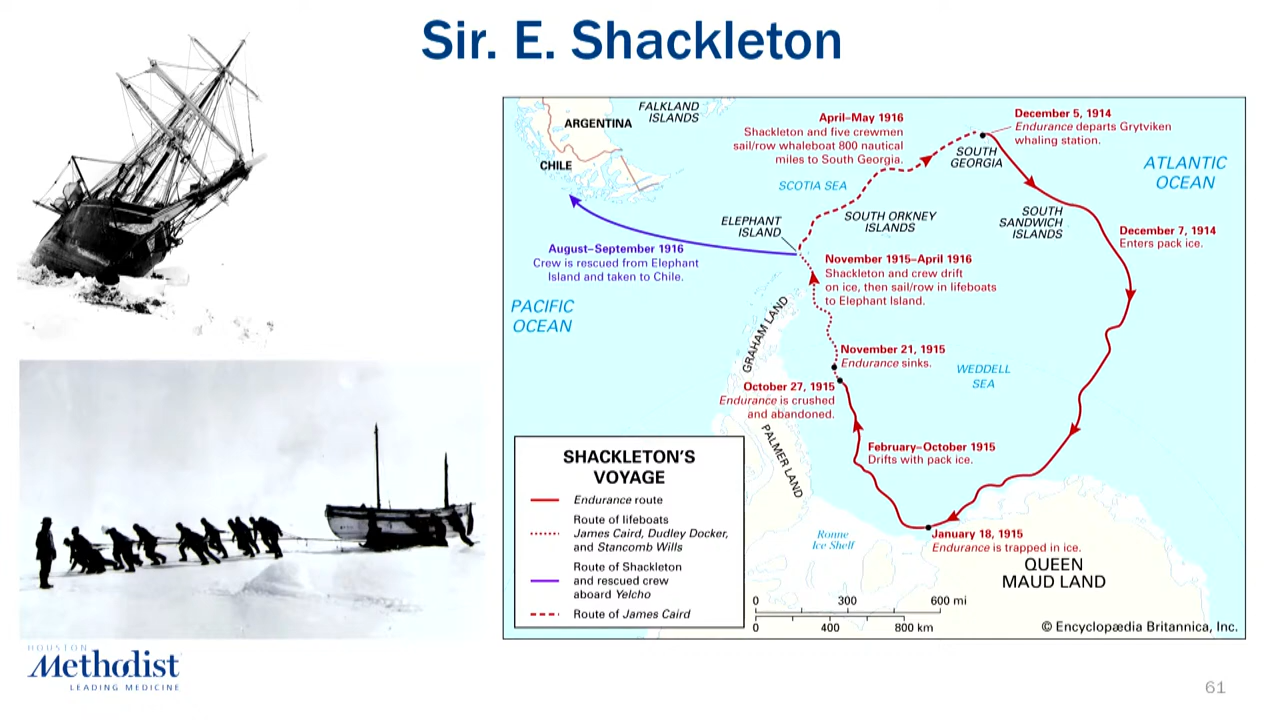 Sir. E. Shackleton
FALKLAND
ISLANDS
ARGENTINA
CHILE
April–May 1916
Shackleton and five crewmen
sail/row whaleboat 800 nautical
miles to South Georgia.
December 5, 1914
Endurance departs Grytviken
whaling station.
SOUTH
GEORGIA
ATLANTIC
OCEAN
SCOTIA SEA
ELEPHANT
ISLAND
SOUTH ORKNEY
ISLANDS
SOUTH
SANDWICH
ISLANDS
December 7, 1914
Enters pack ice.
August–September 1916
Crew is rescued from Elephant
Island and taken to Chile.
November 1915–April 1916
Shackleton and crew drift
on ice, then sail/row in lifeboats
to Elephant Island.
PACIFIC
OCEAN
GRAHAM LAND
November 21, 1915
Endurance sinks.
WEDDELL
SEA
October 27, 1915
Endurance is crushed
and abandoned.
PALMER LAND
February–October 1915
Drifts with pack ice.
SHACKLETON'S
VOYAGE
Endurance route
Route of lifeboats
James Caird, Dudley Docker,
and Stancomb Wills
Route of Shackleton
and rescued crew
aboard Yelcho
Route of James Caird
Ronne
Ice Shelf
January 18, 1915
Endurance is trapped in ice.
QUEEN
MAUD LAND
0 300 600 mi
0 400 800 km
© Encyclopædia Britannica, Inc.
HOUSTON
Methodist
LEADING MEDICINE
61